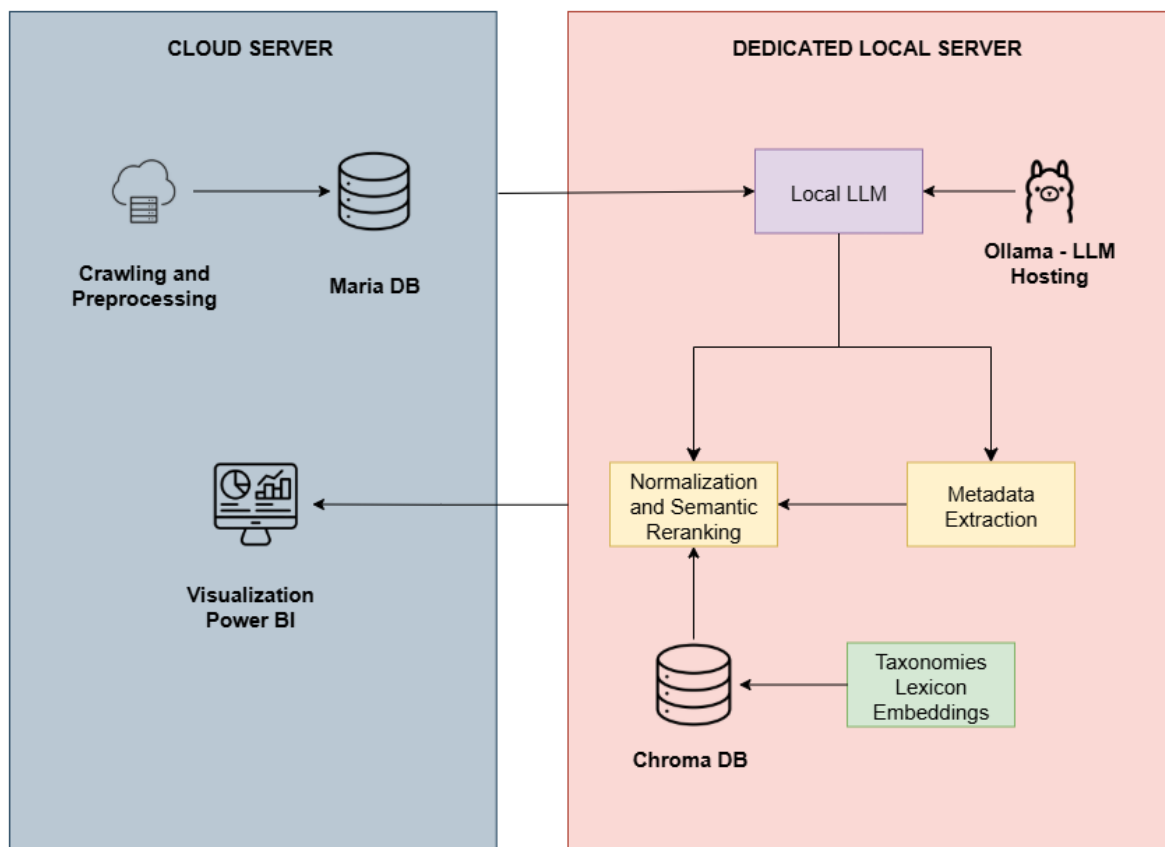 CLOUD SERVER
DEDICATED LOCAL SERVER
Crawling and
Preprocessing
Maria DB
Local LLM
Ollama - LLM
Hosting
Visualization
Power BI
Normalization
and Semantic
Reranking
Metadata
Extraction
Chroma DB
Taxonomies
Lexicon
Embeddings